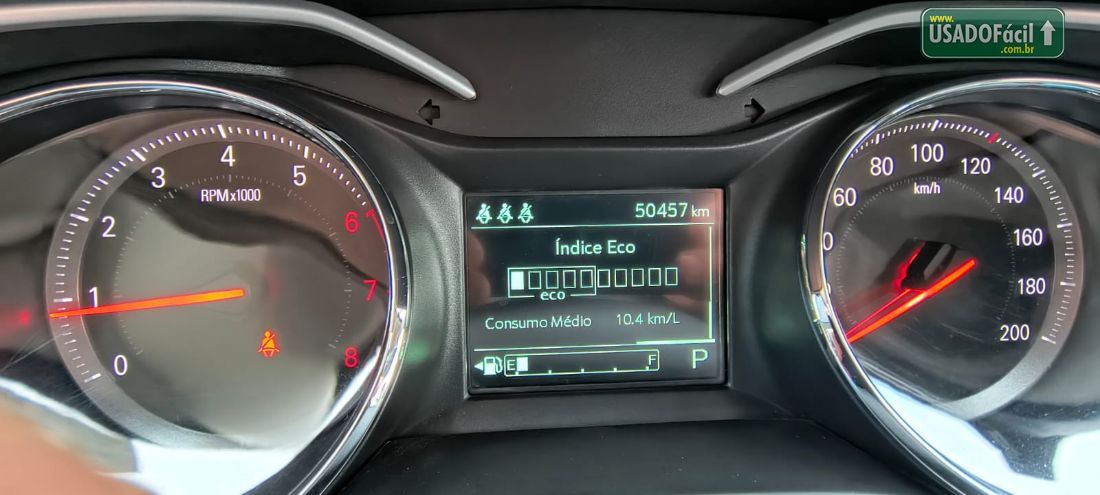 www.
USADOFácil
.com.br
0
1
2
3
4
5
6
7
8
RPMx1000
50457 km
Índice Eco
eco
Consumo Médio 10.4 km/L
E F P
0
60
80
100
120
140
160
180
200
km/h